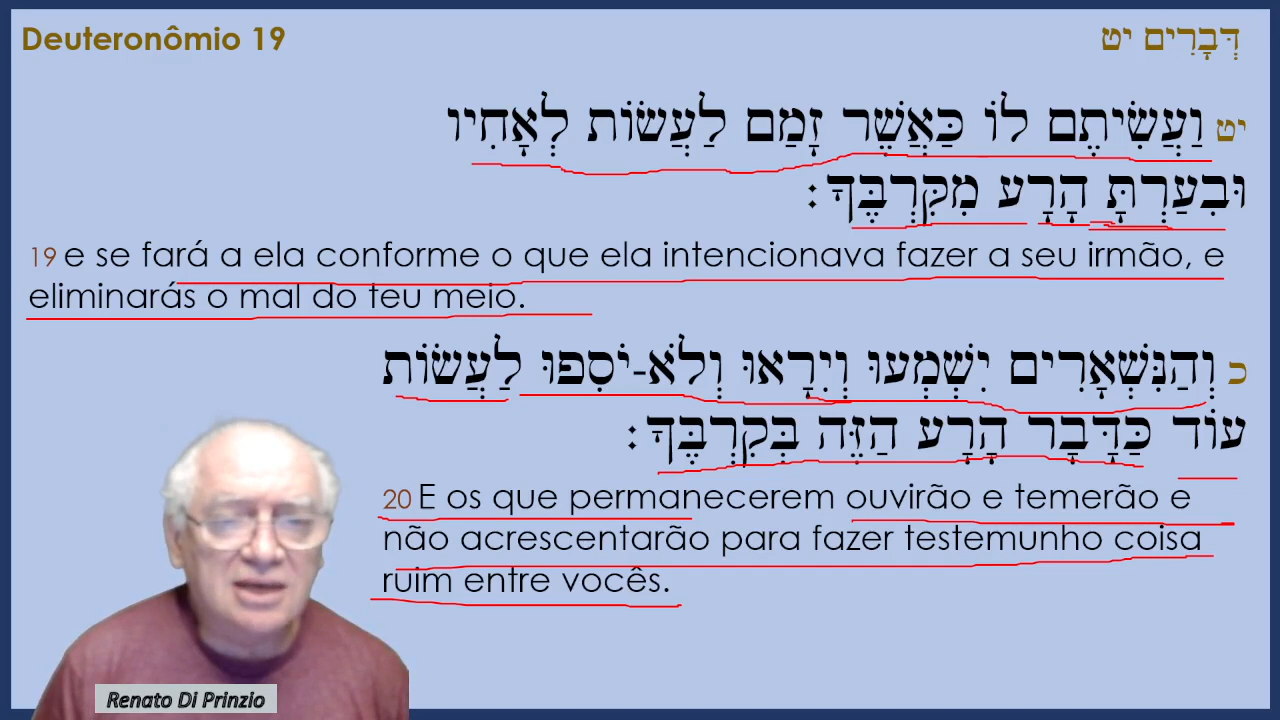 Deuteronômio 19
דְּבָרִים יט
יט וַעֲשִׂיתֶם לוֹ כַּאֲשֶׁר זָמַם לַעֲשׂוֹת לְאָחִיו
וּבִעַרְתָּ הָרָע מִקִּרְבֶּךָ׃
19 e se fará a ela conforme o que ela intencionava fazer a seu irmão, e
eliminarás o mal do teu meio.
כ וְהַנִּשְׁאָרִים יִשְׁמְעוּ וְיִרָאוּ וְלֹא-יֹסִפוּ לַעֲשׂוֹת
עוֹד כַּדָּבָר הָרָע הַזֶּה בְּקִרְבֶּךָ׃
20 E os que permanecerem ouvirão e temerão e
não acrescentarão para fazer testemunho coisa
ruim entre vocês.
Renato Di Prinzio